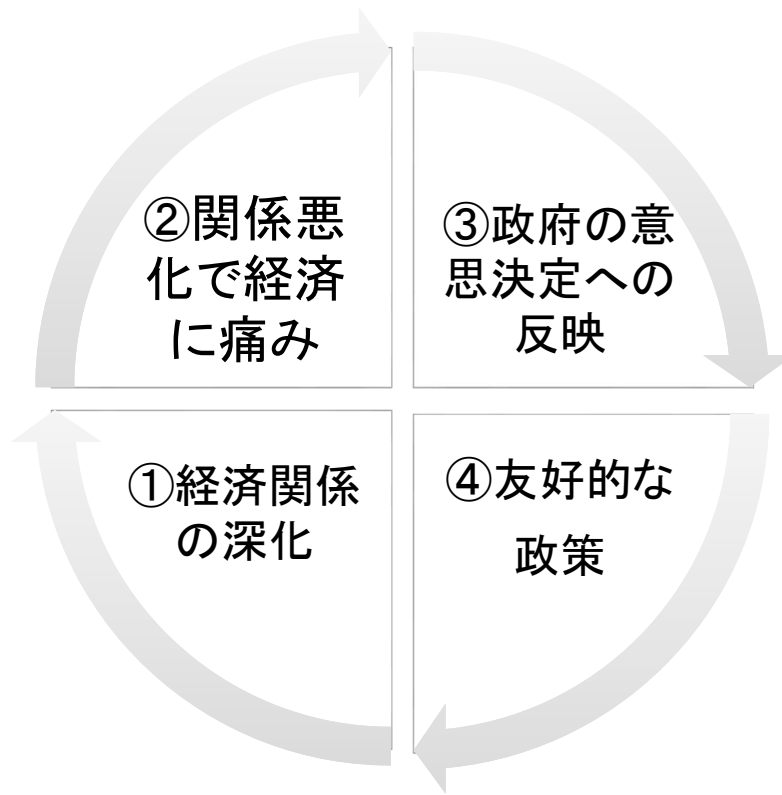 ②関係悪
化で経済
に痛み
③政府の意
思決定への
反映
①経済関係
の深化
④友好的な
政策